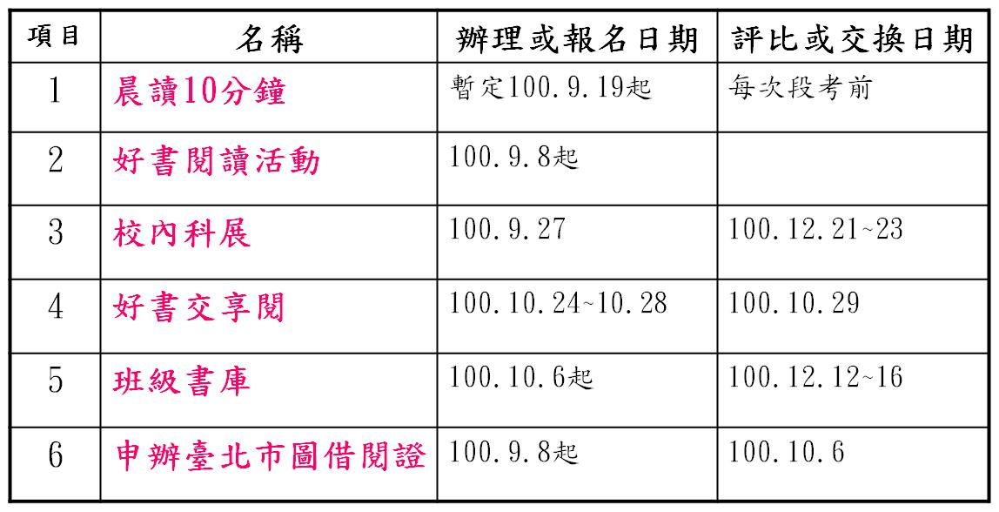 項目 名稱 辦理或報名日期 評比或交換日期
1 晨讀10分鐘 暫定100.9.19起 每次段考前
2 好書閱讀活動 100.9.8起
3 校內科展 100.9.27 100.12.21~23
4 好書交享閱 100.10.24~10.28 100.10.29
5 班級書庫 100.10.6起 100.12.12~16
6 申辦臺北市圖借閱證 100.9.8起 100.10.6